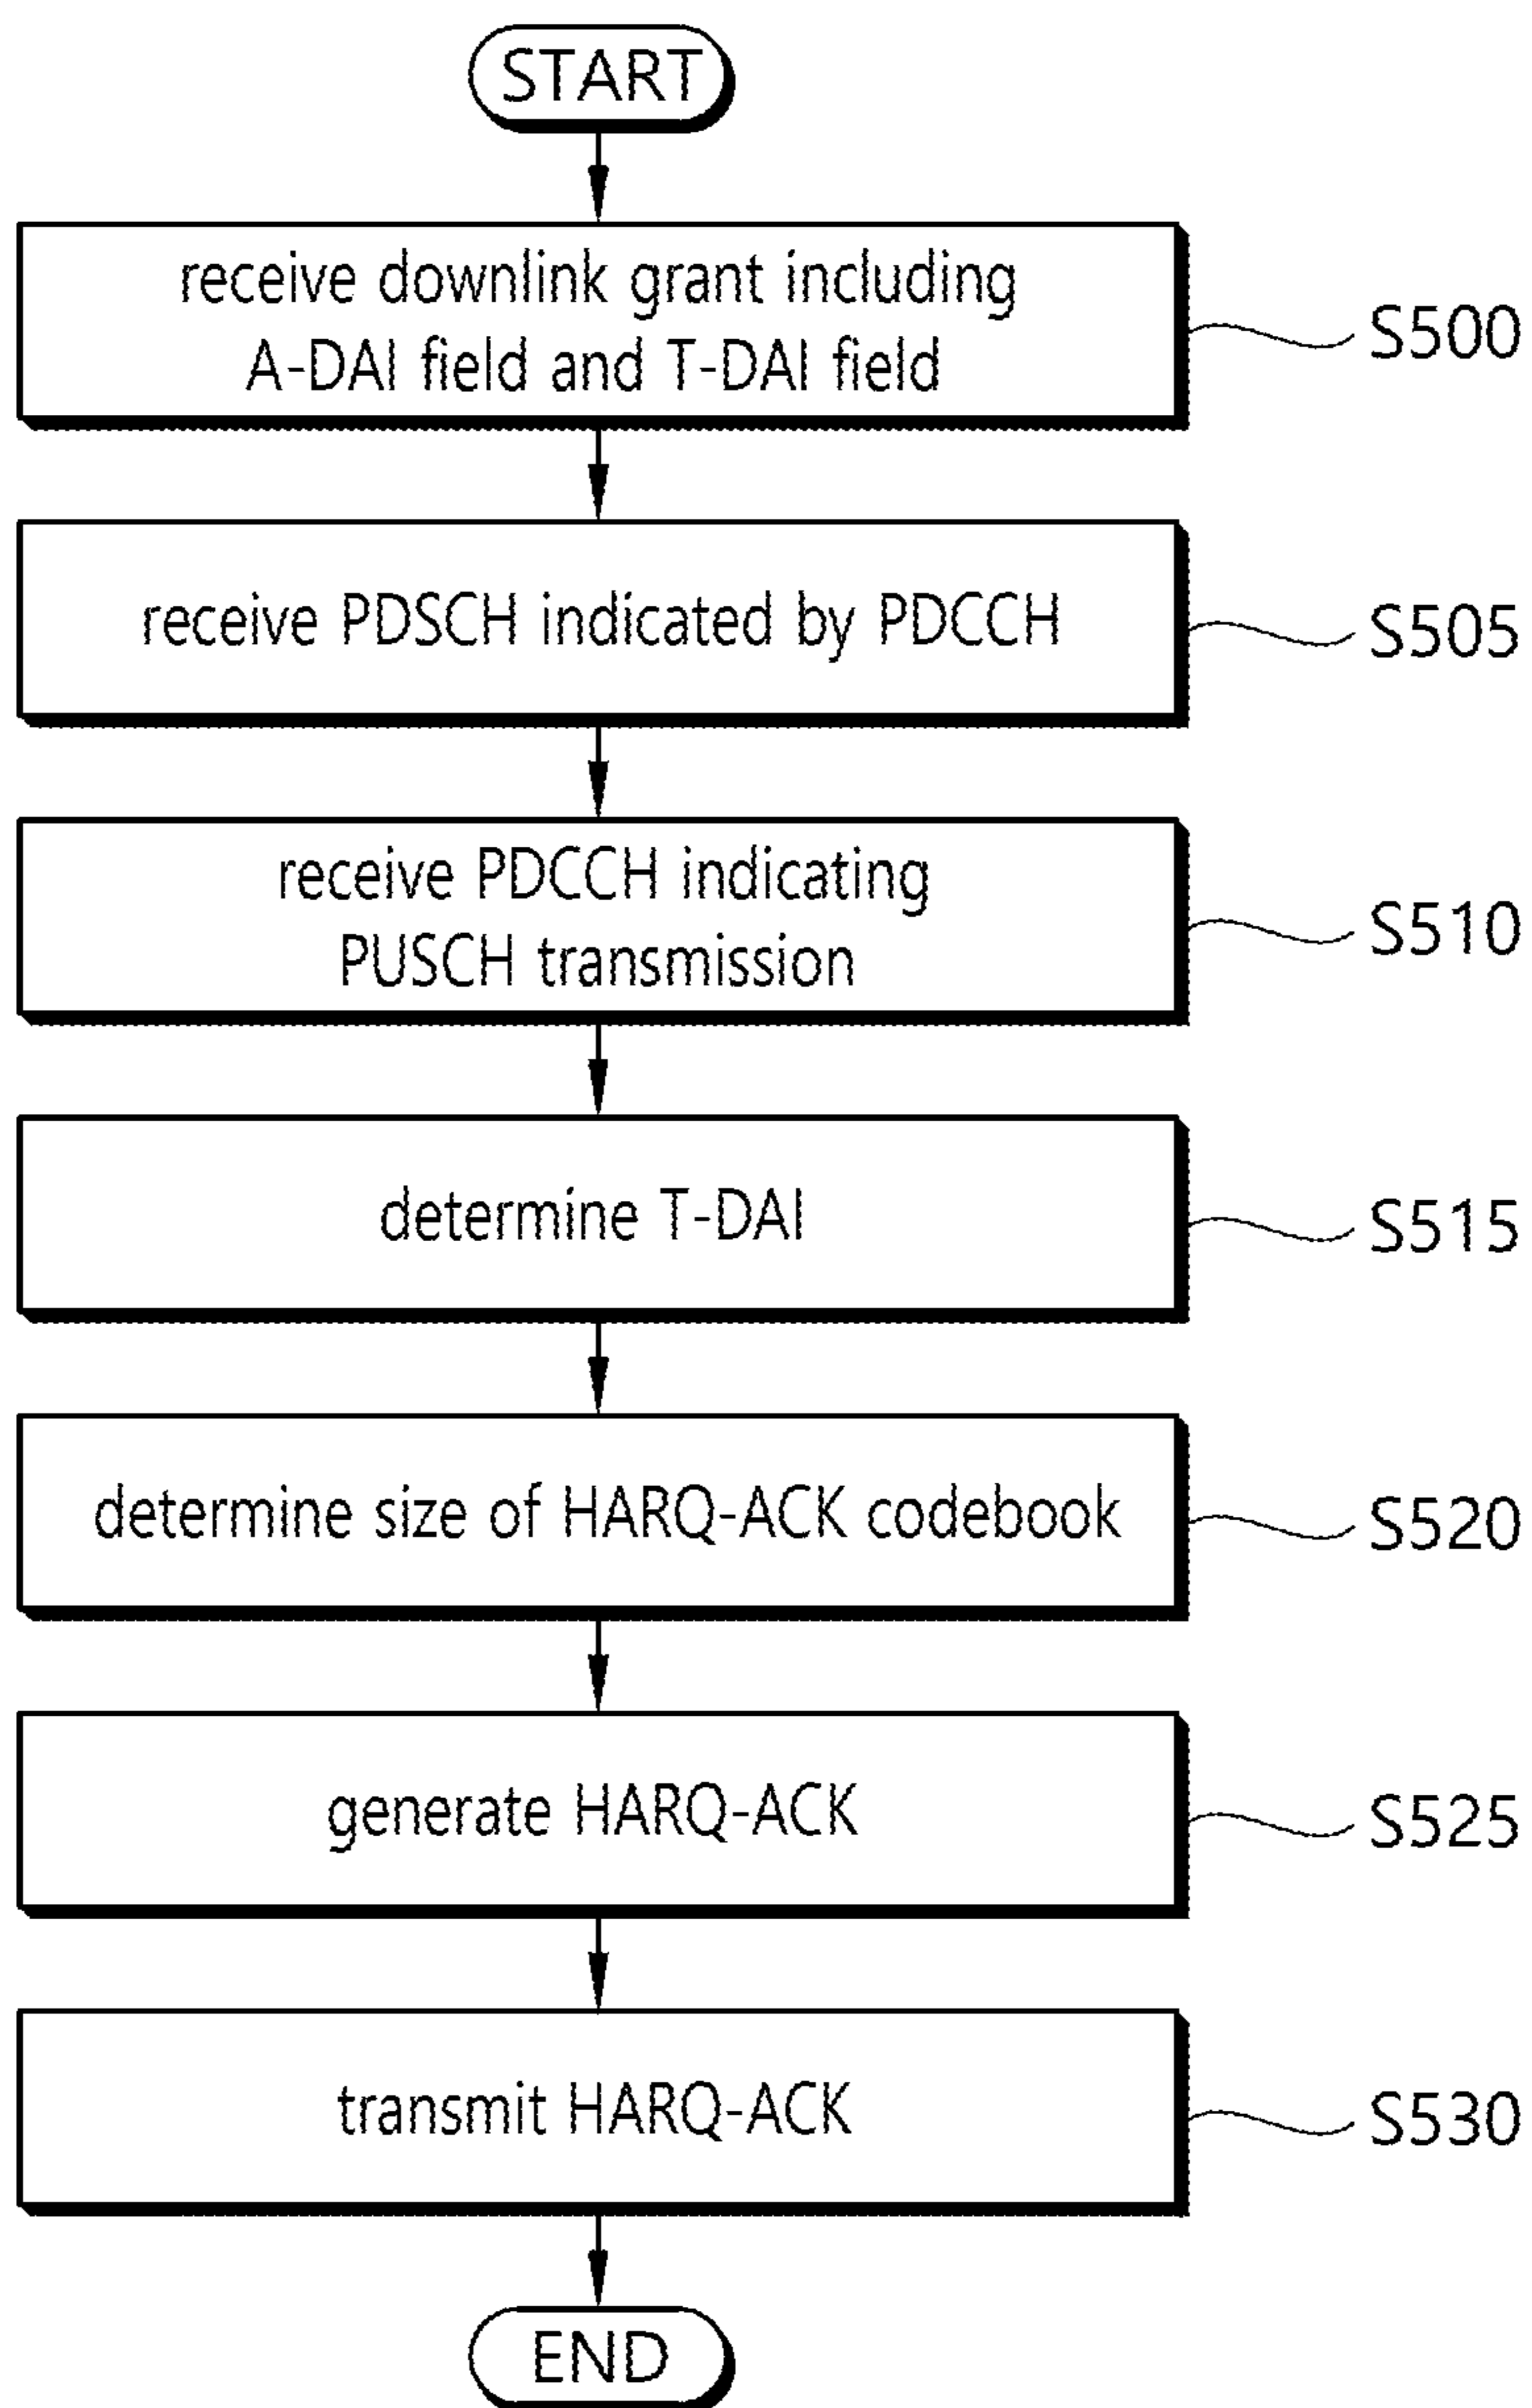 START
receive downlink grant including
A-DAI field and T-DAI field
S500
receive PDSCH indicated by PDCCH
S505
receive PDCCH indicating
PUSCH transmission
S510
determine T-DAI
S515
determine size of HARQ-ACK codebook
S520
generate HARQ-ACK
S525
transmit HARQ-ACK
S530
END